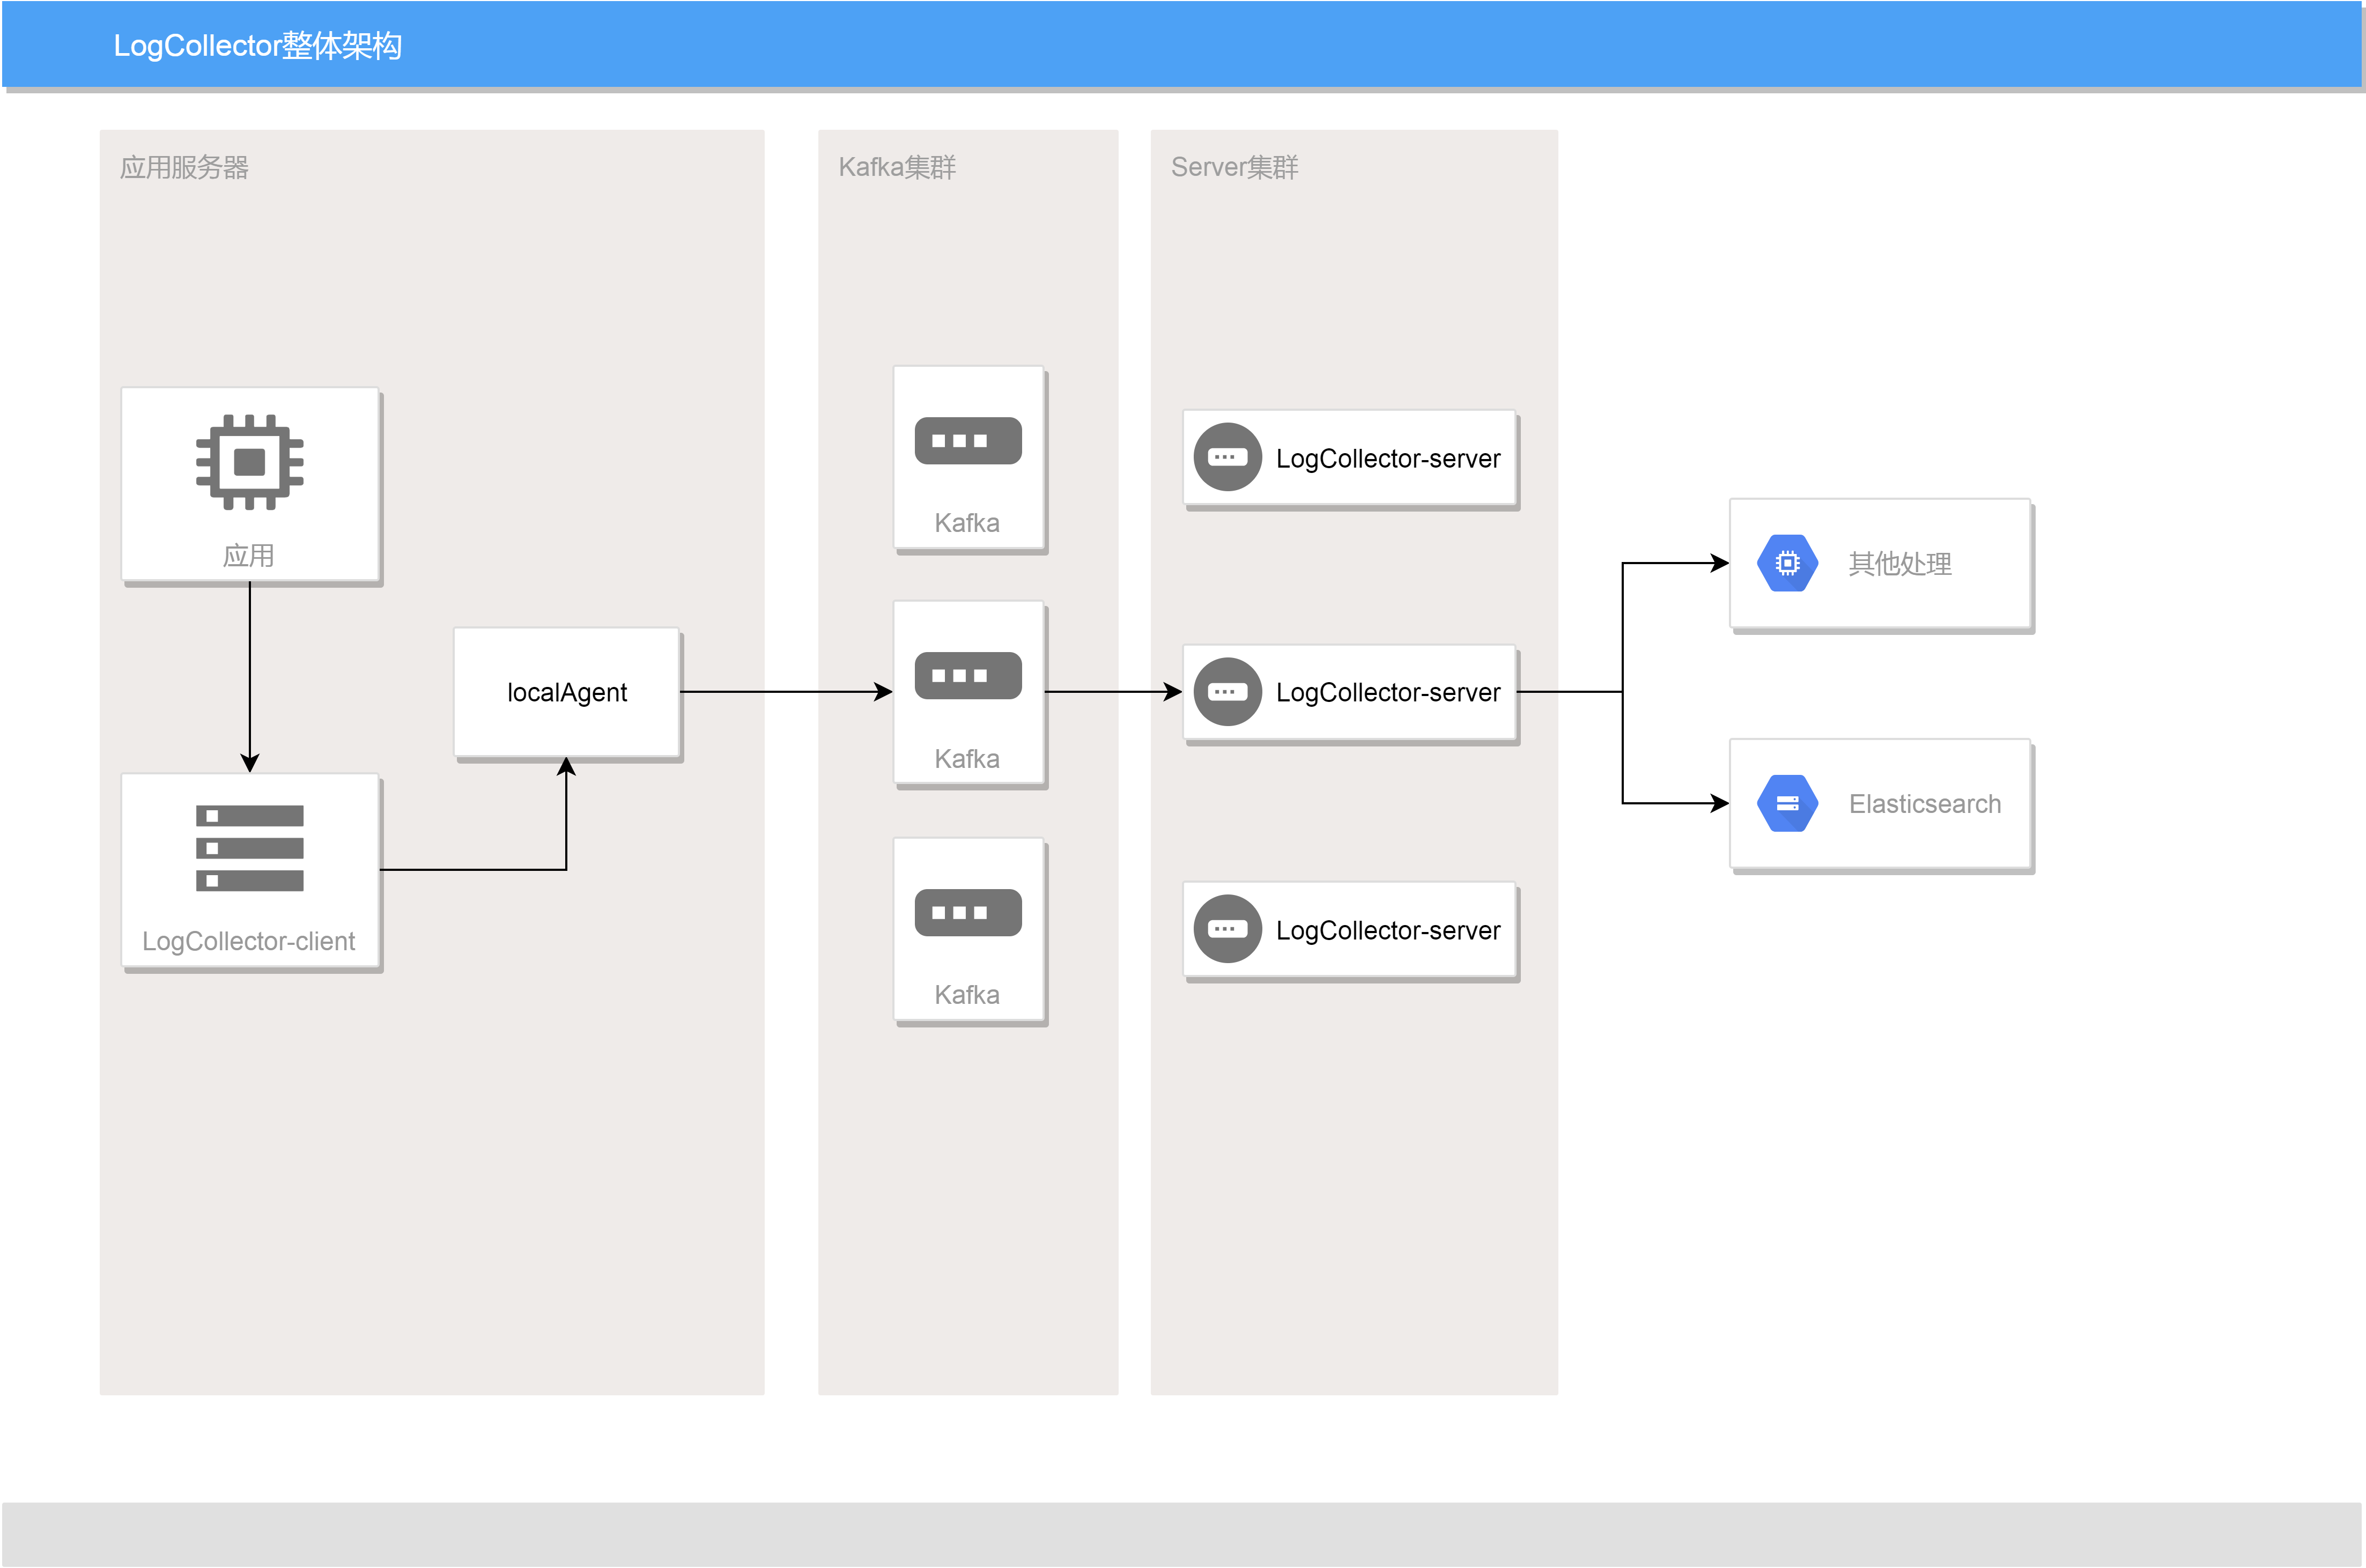 LogCollector整体架构
应用服务器
应用
LogCollector-client
localAgent
Kafka集群
Kafka
Kafka
Kafka
Server集群
LogCollector-server
LogCollector-server
LogCollector-server
其他处理
Elasticsearch